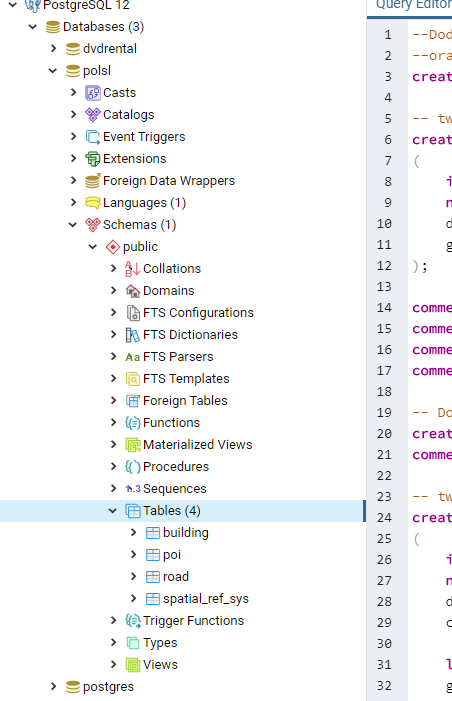 PostgreSQL 12
Databases (3)
dvdrental
polsl
Casts
Catalogs
Event Triggers
Extensions
Foreign Data Wrappers
Languages (1)
Schemas (1)
public
Collations
Domains
FTS Configurations
FTS Dictionaries
Aa FTS Parsers
FTS Templates
Foreign Tables
Functions
Materialized Views
Procedures
1..3 Sequences
Tables (4)
building
poi
road
spatial_ref_sys
Trigger Functions
Types
Views
postgres
Query Editor
1 --Dod
2 --ora
3 creat
4
5 -- tw
6 creat
7 (
8 i
9 n
10 d
11 g
12 );
13
14 comme
15 comme
16 comme
17 comme
18
19 -- Do
20 creat
21 comme
22
23 -- tw
24 creat
25 (
26 i
27 n
28 d
29 c
30
31 l
32 g